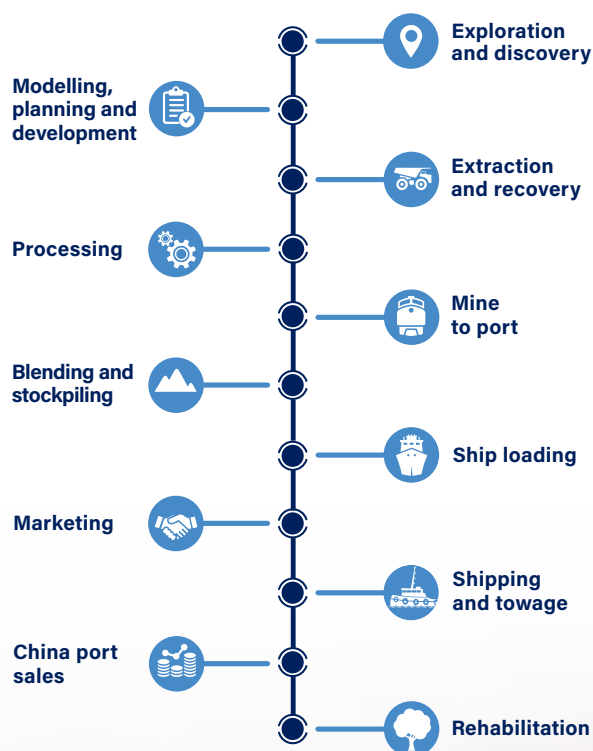 Exploration
and discovery
Modelling,
planning and
development
Extraction
and recovery
Processing
Mine
to port
Blending and
stockpiling
Ship loading
Marketing
Shipping
and towage
China port
sales
Rehabilitation